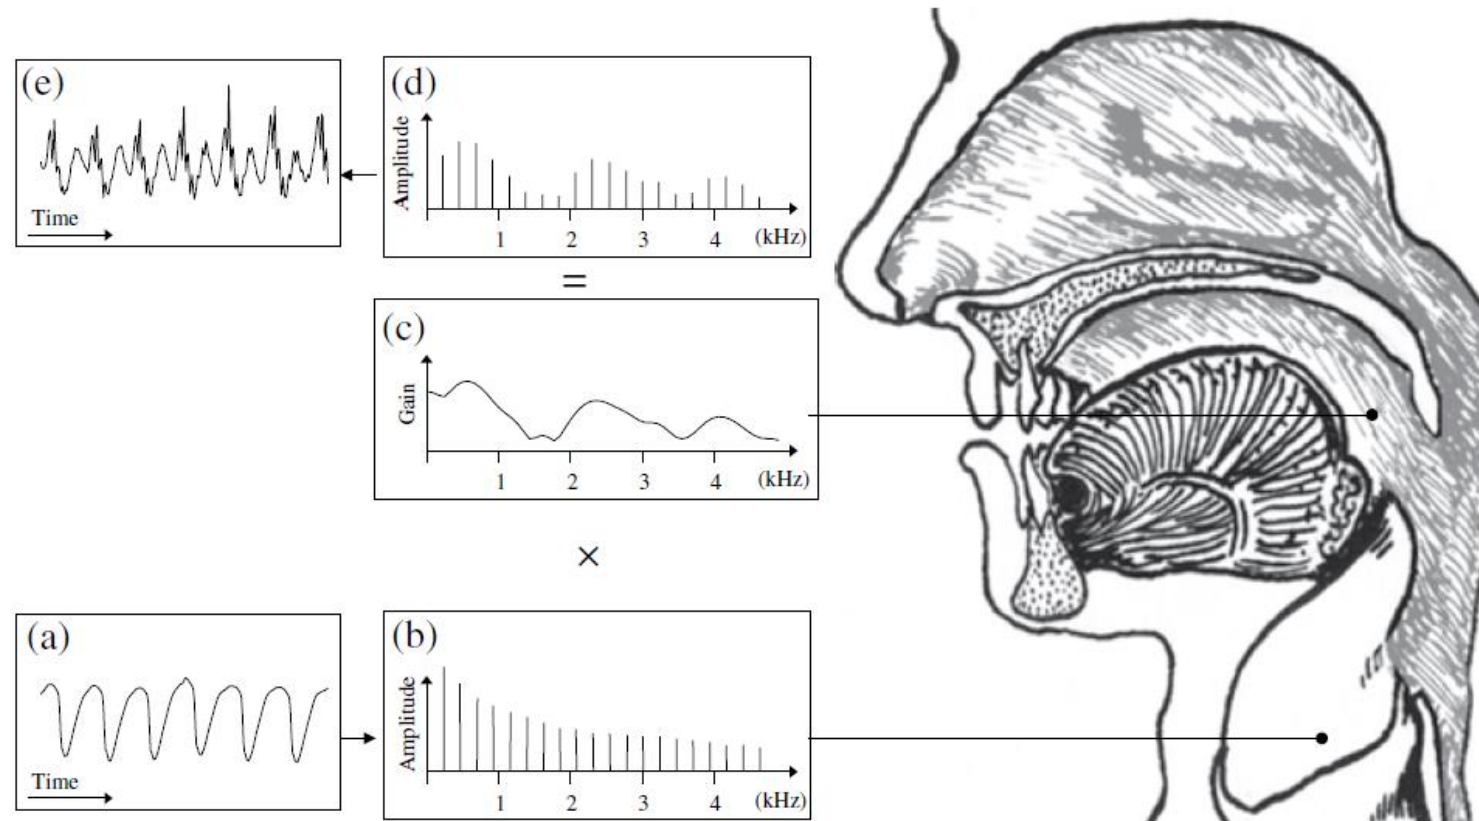 (e)
Time
(d)
Amplitude
1 2 3 4 (kHz)
=
(c)
Gain
1 2 3 4 (kHz)
×
(a)
Time
(b)
Amplitude
1 2 3 4 (kHz)